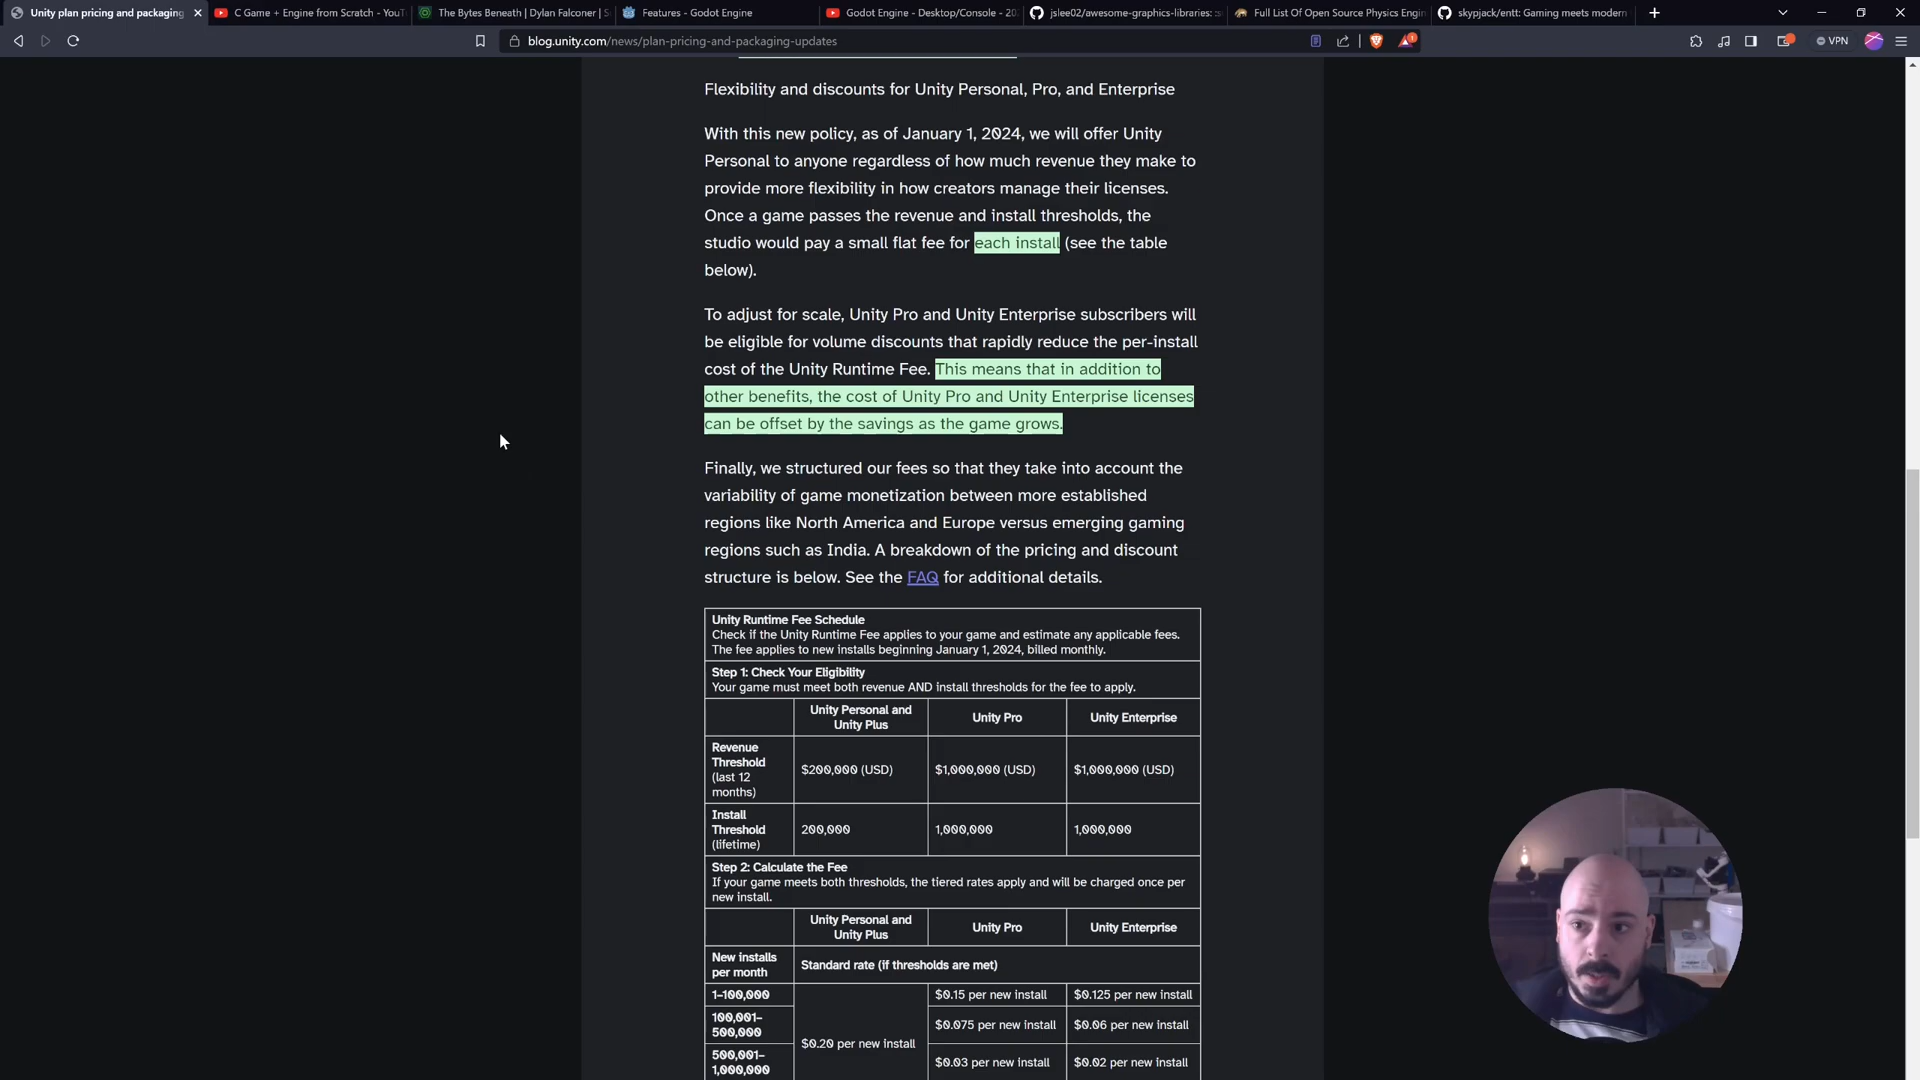 Unity plan pricing and packaging
C Game + Engine from Scratch - YouT
The Bytes Beneath | Dylan Falconer | S
Features - Godot Engine
Godot Engine - Desktop/Console - 20
jslee02/awesome-graphics-libraries:
Full List Of Open Source Physics Engin
skypjack/entt: Gaming meets modern
blog.unity.com/news/plan-pricing-and-packaging-updates
VPN
Flexibility and discounts for Unity Personal, Pro, and Enterprise
With this new policy, as of January 1, 2024, we will offer Unity
Personal to anyone regardless of how much revenue they make to
provide more flexibility in how creators manage their licenses.
Once a game passes the revenue and install thresholds, the
studio would pay a small flat fee for each install (see the table
below).
To adjust for scale, Unity Pro and Unity Enterprise subscribers will
be eligible for volume discounts that rapidly reduce the per-install
cost of the Unity Runtime Fee. This means that in addition to
other benefits, the cost of Unity Pro and Unity Enterprise licenses
can be offset by the savings as the game grows.
Finally, we structured our fees so that they take into account the
variability of game monetization between more established
regions like North America and Europe versus emerging gaming
regions such as India. A breakdown of the pricing and discount
structure is below. See the FAQ for additional details.
Unity Runtime Fee Schedule
Check if the Unity Runtime Fee applies to your game and estimate any applicable fees.
The fee applies to new installs beginning January 1, 2024, billed monthly.
Step 1: Check Your Eligibility
Your game must meet both revenue AND install thresholds for the fee to apply.
Unity Personal and
Unity Plus
Unity Pro
Unity Enterprise
Revenue
Threshold
(last 12
months)
$200,000 (USD)
$1,000,000 (USD)
$1,000,000 (USD)
Install
Threshold
(lifetime)
200,000
1,000,000
1,000,000
Step 2: Calculate the Fee
If your game meets both thresholds, the tiered rates apply and will be charged once per
new install.
Unity Personal and
Unity Plus
Unity Pro
Unity Enterprise
New installs
per month
Standard rate (if thresholds are met)
1–100,000
$0.15 per new install
$0.125 per new install
100,001–
500,000
$0.20 per new install
$0.075 per new install
$0.06 per new install
500,001–
1,000,000
$0.03 per new install
$0.02 per new install